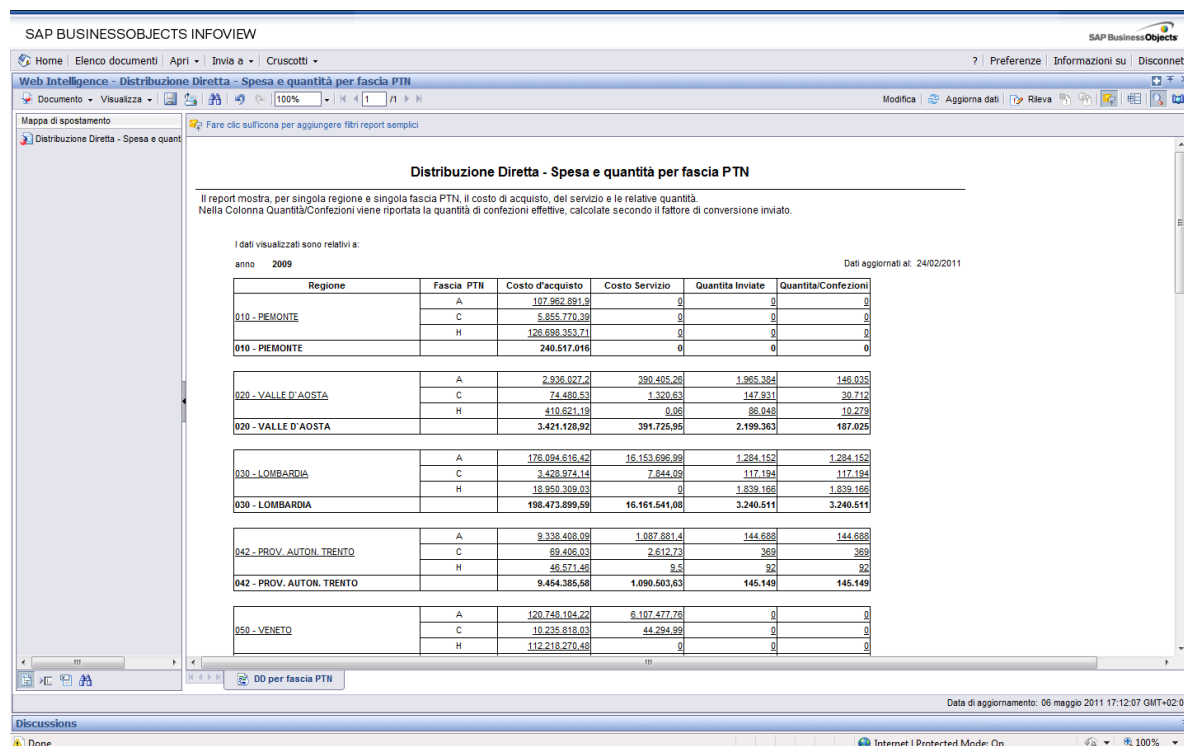 SAP BUSINESSOBJECTS INFOVIEW
SAP BusinessObjects
Home | Elenco documenti | Apri | Invia a | Cruscotti
? | Preferenze | Informazioni su | Disconnet
Web Intelligence - Distribuzione Diretta - Spesa e quantità per fascia PTN
Documento Visualizza 100% 1 /1 Modifica Aggiorna dati Rileva
Mappa di spostamento
Fare clic sull'icona per aggiungere filtri report semplici
Distribuzione Diretta - Spesa e quant
Distribuzione Diretta - Spesa e quantità per fascia PTN
Il report mostra, per singola regione e singola fascia PTN, il costo di acquisto, del servizio e le relative quantità.
Nella Colonna Quantità/Confezioni viene riportata la quantità di confezioni effettive, calcolate secondo il fattore di conversione inviato.
I dati visualizzati sono relativi a:
anno 2009 Dati aggiornati al: 24/02/2011
Regione Fascia PTN Costo d'acquisto Costo Servizio Quantita Inviate Quantita/Confezioni
A 107.962.891,9 0 0 0
010 - PIEMONTE C 5.855.770,39 0 0 0
H 126.698.353,71 0 0 0
010 - PIEMONTE 240.517.016 0 0 0
A 2.936.027,2 390.405,26 1.965.384 146.035
020 - VALLE D`AOSTA C 74.480,53 1.320,63 147.931 30.712
H 410.621,19 0,06 86.048 10.279
020 - VALLE D`AOSTA 3.421.128,92 391.725,95 2.199.363 187.025
A 176.094.616,42 16.153.696,99 1.284.152 1.284.152
030 - LOMBARDIA C 3.428.974,14 7.844,09 117.194 117.194
H 18.950.309,03 0 1.839.166 1.839.166
030 - LOMBARDIA 198.473.899,59 16.161.541,08 3.240.511 3.240.511
A 9.338.408,09 1.087.881,4 144.688 144.688
042 - PROV. AUTON. TRENTO C 69.406,03 2.612,73 369 369
H 46.571,46 9,5 92 92
042 - PROV. AUTON. TRENTO 9.454.385,58 1.090.503,63 145.149 145.149
A 120.748.104,22 6.107.477,76 0 0
050 - VENETO C 10.235.818,03 44.294,99 0 0
H 112.218.270,48 0 0 0
DD per fascia PTN
Data di aggiornamento: 06 maggio 2011 17:12:07 GMT+02:0
Discussions
Done Internet | Protected Mode: On 100%